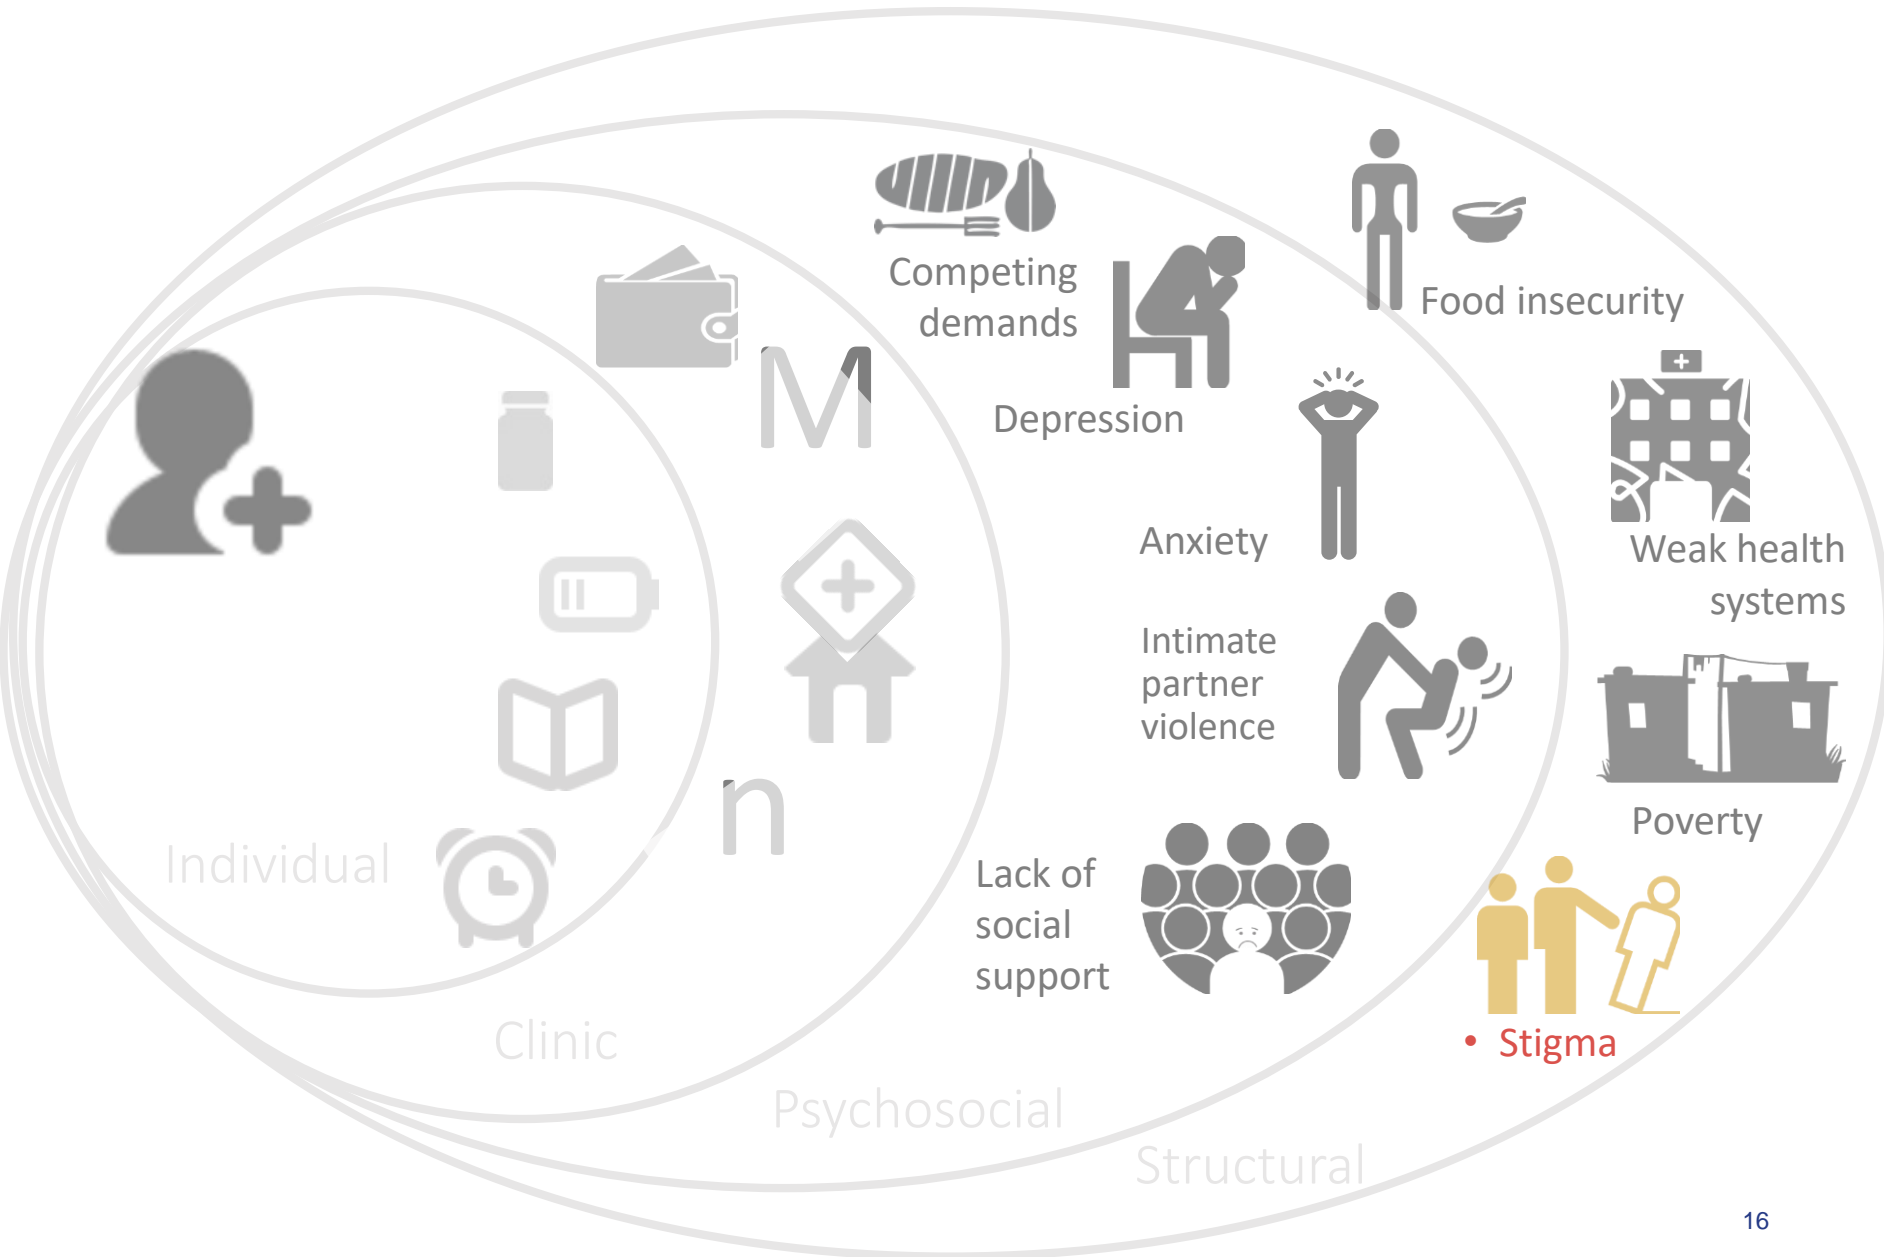 Competing
demands
Food insecurity
M
Depression
Anxiety
Weak health
systems
Intimate
partner
violence
n
Poverty
Individual
Lack of
social
support
• Stigma
Clinic
Psychosocial
Structural
16